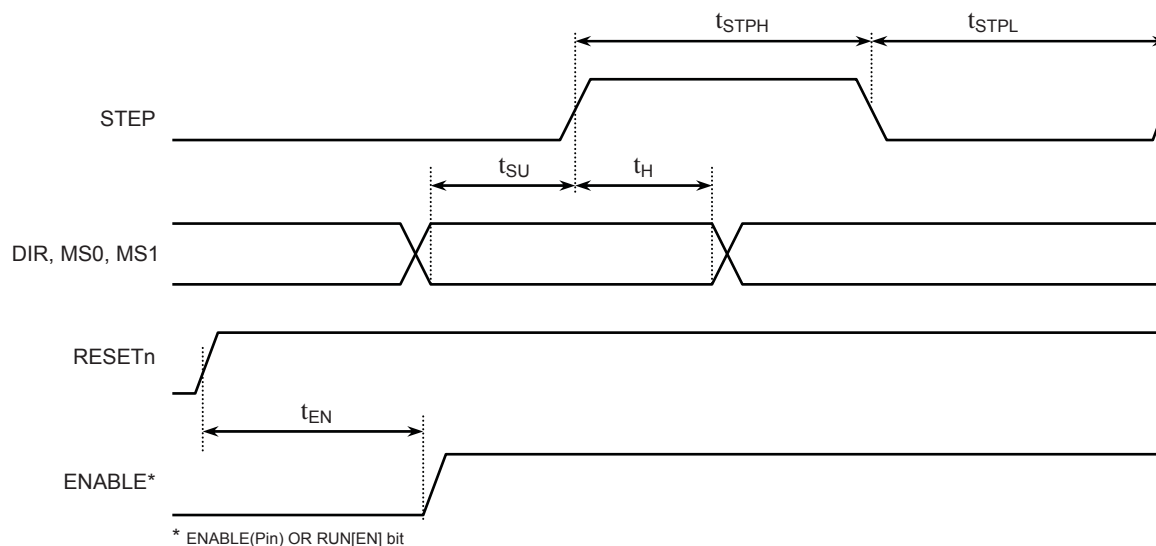 tSTPH
tSTPL
STEP
tSU
tH
DIR, MS0, MS1
RESETn
tEN
ENABLE*
* ENABLE(Pin) OR RUN[EN] bit